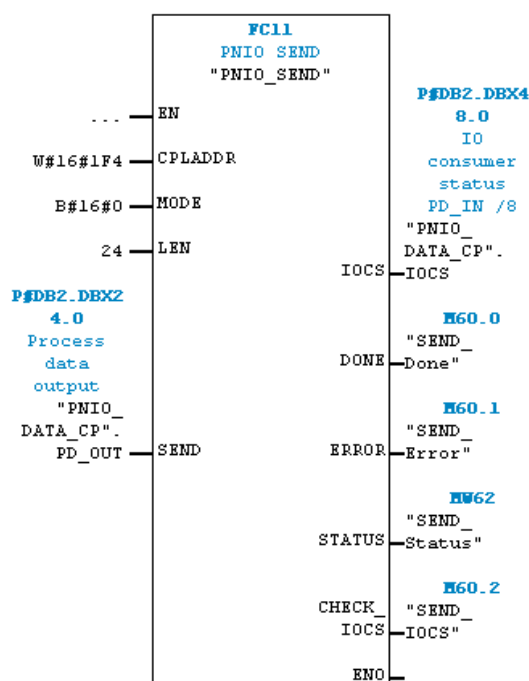 FC11
PNIO SEND
"PNIO_SEND"
... EN
W#16#1F4 CPLADDR
B#16#0 MODE
24 LEN
P#DB2.DBX2
4.0
Process
data
output
"PNIO_
DATA_CP".
PD_OUT SEND
P#DB2.DBX4
8.0
IO
consumer
status
PD_IN /8
"PNIO_
DATA_CP".
IOCS IOCS
M60.0
"SEND_
DONE Done"
M60.1
"SEND_
ERROR Error"
MW62
"SEND_
STATUS Status"
M60.2
CHECK_ "SEND_
IOCS IOCS"
ENO